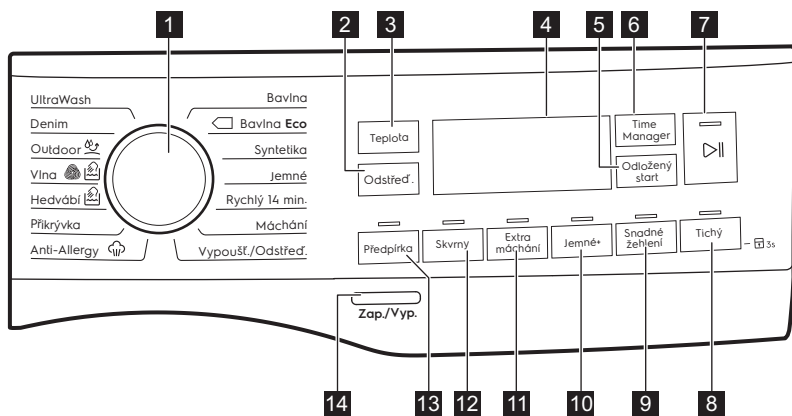 1
2
3
4
5
6
7
UltraWash
Denim
Outdoor
Vlna
Hedvábí
Přikrývka
Anti-Allergy
Bavlna
Bavlna Eco
Syntetika
Jemné
Rychlý 14 min.
Máchání
Vypoušť./Odstřeď.
Teplota
Odstřeď.
Time
Manager
Odložený
start
Předpírka
Skvrny
Extra
máchání
Jemné+
Snadné
žehlení
Tichý
3s
Zap./Vyp.
14
13
12
11
10
9
8